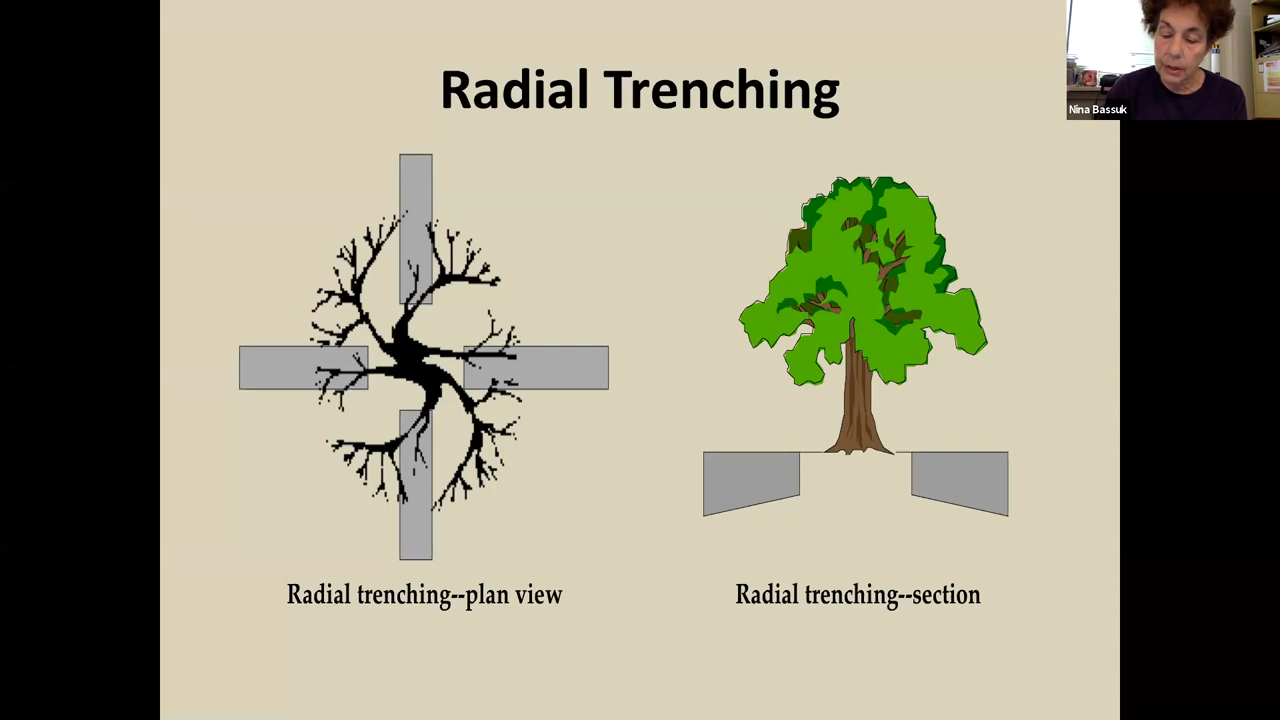 Radial Trenching
Nina Bassuk
Radial trenching--plan view
Radial trenching--section